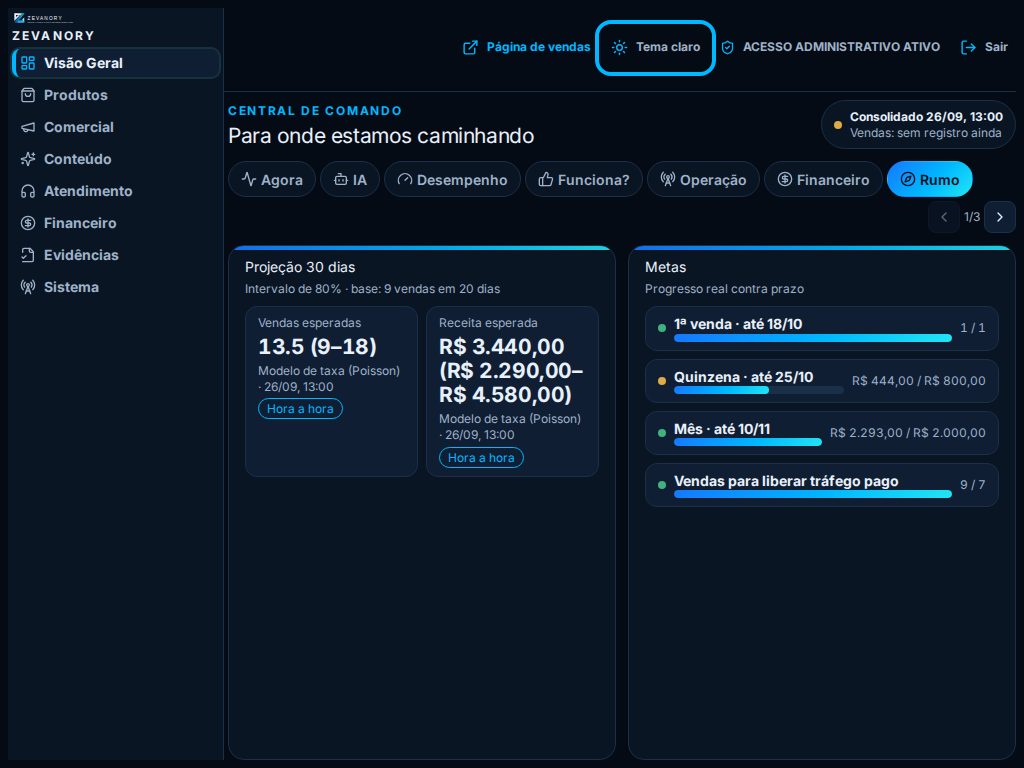 ZEVANORY
ZEVANORY
Visão Geral
Produtos
Comercial
Conteúdo
Atendimento
Financeiro
Evidências
Sistema
Página de vendas
Tema claro
ACESSO ADMINISTRATIVO ATIVO
Sair
CENTRAL DE COMANDO
Para onde estamos caminhando
Consolidado 26/09, 13:00
Vendas: sem registro ainda
Agora
IA
Desempenho
Funciona?
Operação
Financeiro
Rumo
1/3
Projeção 30 dias
Intervalo de 80% · base: 9 vendas em 20 dias
Vendas esperadas
13.5 (9–18)
Modelo de taxa (Poisson)
· 26/09, 13:00
Hora a hora
Receita esperada
R$ 3.440,00
(R$ 2.290,00–
R$ 4.580,00)
Modelo de taxa (Poisson)
· 26/09, 13:00
Hora a hora
Metas
Progresso real contra prazo
1ª venda · até 18/10
1 / 1
Quinzena · até 25/10
R$ 444,00 / R$ 800,00
Mês · até 10/11
R$ 2.293,00 / R$ 2.000,00
Vendas para liberar tráfego pago
9 / 7